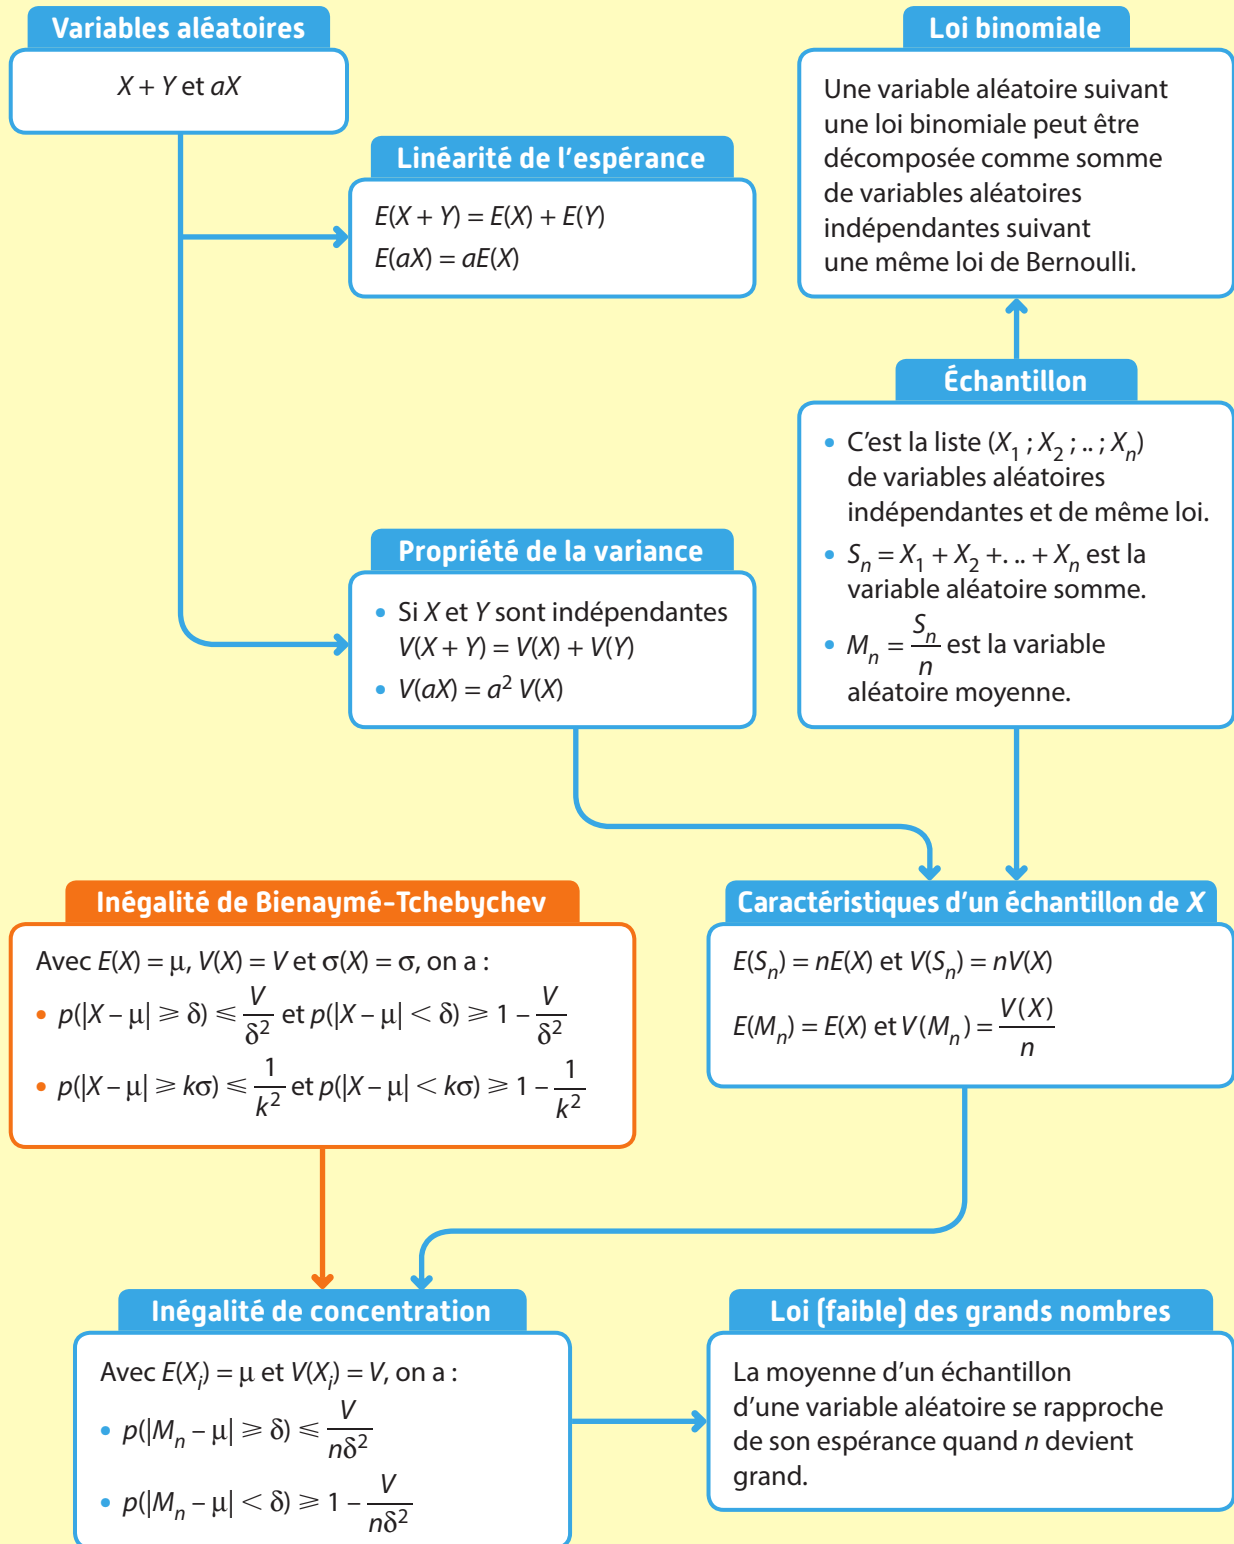 Variables aléatoires
X + Y et aX
Linéarité de l'espérance
E(X + Y) = E(X) + E(Y)
E(aX) = aE(X)
Loi binomiale
Une variable aléatoire suivant
une loi binomiale peut être
décomposée comme somme
de variables aléatoires
indépendantes suivant
une même loi de Bernoulli.
Échantillon
• C'est la liste (X₁ ; X₂ ; .. ; Xₙ)
de variables aléatoires
indépendantes et de même loi.
• Sₙ = X₁ + X₂ +. .. + Xₙ est la
variable aléatoire somme.
• Mₙ = Sₙ/n est la variable
aléatoire moyenne.
Propriété de la variance
• Si X et Y sont indépendantes
V(X + Y) = V(X) + V(Y)
• V(aX) = a² V(X)
Inégalité de Bienaymé-Tchebychev
Avec E(X) = μ, V(X) = V et σ(X) = σ, on a :
• p(|X – μ| ⩾ δ) ⩽ V/δ² et p(|X – μ| < δ) ⩾ 1 – V/δ²
• p(|X – μ| ⩾ kσ) ⩽ 1/k² et p(|X – μ| < kσ) ⩾ 1 – 1/k²
Caractéristiques d'un échantillon de X
E(Sₙ) = nE(X) et V(Sₙ) = nV(X)
E(Mₙ) = E(X) et V(Mₙ) = V(X)/n
Inégalité de concentration
Avec E(Xᵢ) = μ et V(Xᵢ) = V, on a :
• p(|Mₙ – μ| ⩾ δ) ⩽ V/nδ²
• p(|Mₙ – μ| < δ) ⩾ 1 – V/nδ²
Loi (faible) des grands nombres
La moyenne d'un échantillon
d'une variable aléatoire se rapproche
de son espérance quand n devient
grand.